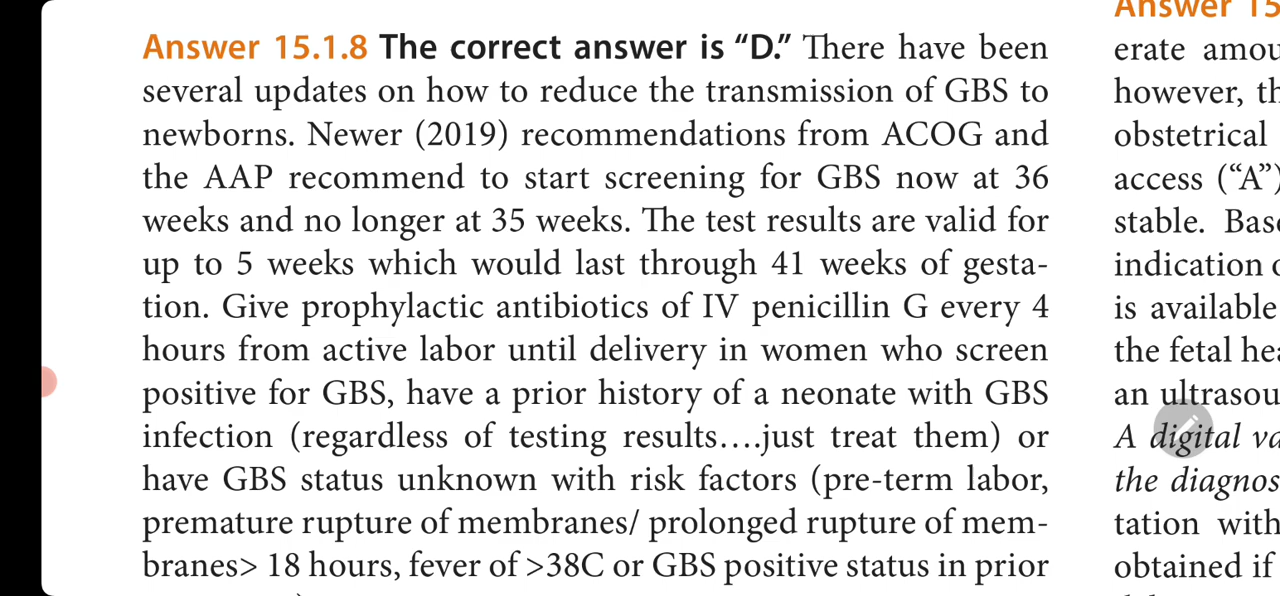 Answer 15.1.8 The correct answer is “D.” There have been
several updates on how to reduce the transmission of GBS to
newborns. Newer (2019) recommendations from ACOG and
the AAP recommend to start screening for GBS now at 36
weeks and no longer at 35 weeks. The test results are valid for
up to 5 weeks which would last through 41 weeks of gesta-
tion. Give prophylactic antibiotics of IV penicillin G every 4
hours from active labor until delivery in women who screen
positive for GBS, have a prior history of a neonate with GBS
infection (regardless of testing results….just treat them) or
have GBS status unknown with risk factors (pre-term labor,
premature rupture of membranes/ prolonged rupture of mem-
branes> 18 hours, fever of >38C or GBS positive status in prior
Answer 15
erate
however,
obstetrical
access (“A”)
stable.
indication
is available
the fetal
an
A digital
the
tation with
obtained if